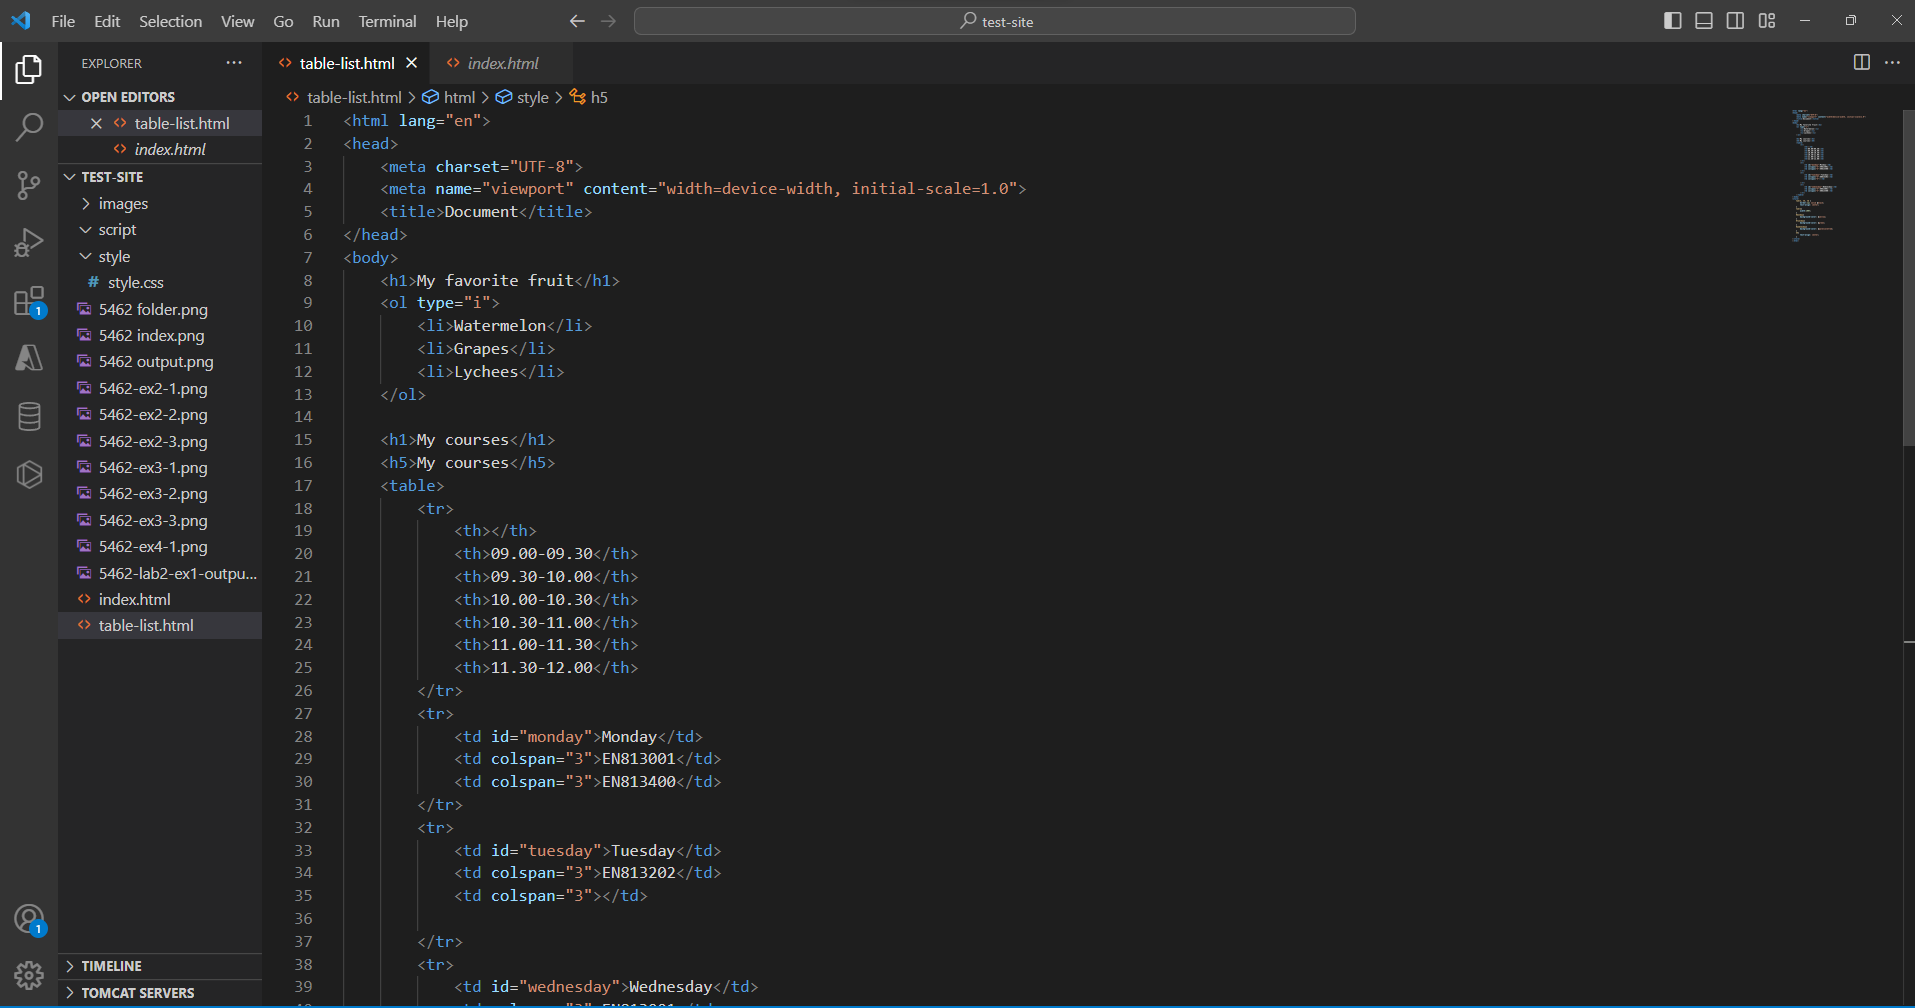 File Edit Selection View Go Run Terminal Help
test-site
EXPLORER
OPEN EDITORS
table-list.html
index.html
TEST-SITE
images
script
style
# style.css
5462 folder.png
5462 index.png
5462 output.png
5462-ex2-1.png
5462-ex2-2.png
5462-ex2-3.png
5462-ex3-1.png
5462-ex3-2.png
5462-ex3-3.png
5462-ex4-1.png
5462-lab2-ex1-outpu...
index.html
table-list.html
TIMELINE
TOMCAT SERVERS
1
1
table-list.html
index.html
table-list.html > html > style > h5
1 <html lang="en">
2 <head>
3 <meta charset="UTF-8">
4 <meta name="viewport" content="width=device-width, initial-scale=1.0">
5 <title>Document</title>
6 </head>
7 <body>
8 <h1>My favorite fruit</h1>
9 <ol type="i">
10 <li>Watermelon</li>
11 <li>Grapes</li>
12 <li>Lychees</li>
13 </ol>
14
15 <h1>My courses</h1>
16 <h5>My courses</h5>
17 <table>
18 <tr>
19 <th></th>
20 <th>09.00-09.30</th>
21 <th>09.30-10.00</th>
22 <th>10.00-10.30</th>
23 <th>10.30-11.00</th>
24 <th>11.00-11.30</th>
25 <th>11.30-12.00</th>
26 </tr>
27 <tr>
28 <td id="monday">Monday</td>
29 <td colspan="3">EN813001</td>
30 <td colspan="3">EN813400</td>
31 </tr>
32 <tr>
33 <td id="tuesday">Tuesday</td>
34 <td colspan="3">EN813202</td>
35 <td colspan="3"></td>
36
37 </tr>
38 <tr>
39 <td id="wednesday">Wednesday</td>